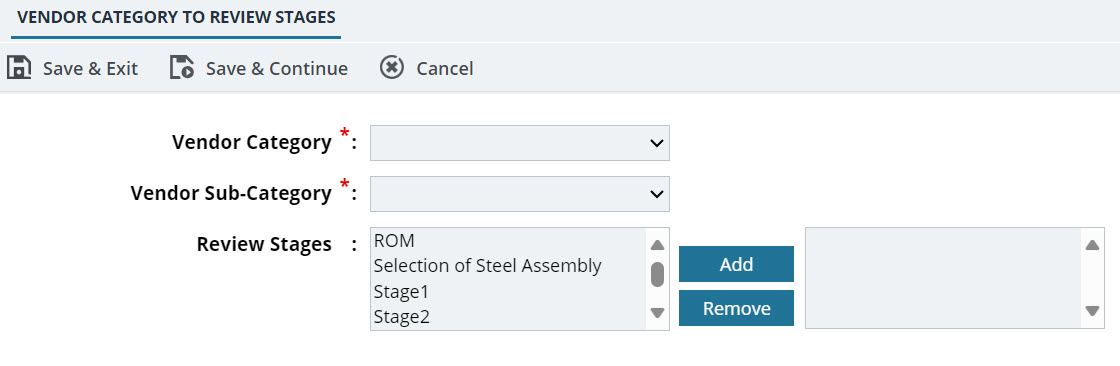 VENDOR CATEGORY TO REVIEW STAGES
Save & Exit Save & Continue Cancel
Vendor Category * :
Vendor Sub-Category * :
Review Stages :
ROM
Selection of Steel Assembly
Stage1
Stage2
Add
Remove